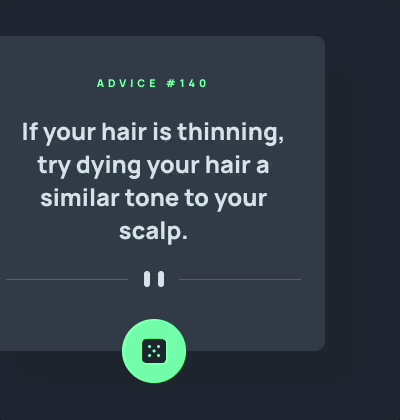 ADVICE #140
If your hair is thinning,
try dying your hair a
similar tone to your
scalp.